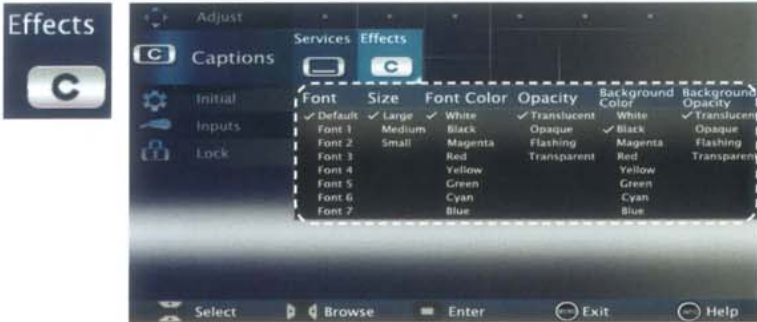 Effects
C
Adjust
C Captions
Services Effects
C
Initial
Inputs
Lock
Font Size Font Color Opacity Background Color Background Opacity
✓ Default ✓ Large ✓ White ✓ Translucent White ✓ Translucent
Font 1 Medium Black Opaque ✓ Black Opaque
Font 2 Small Magenta Flashing Magenta Flashing
Font 3 Red Transparent Red Transparent
Font 4 Yellow Yellow
Font 5 Green Green
Font 6 Cyan Cyan
Font 7 Blue Blue
Select Browse Enter Exit Help